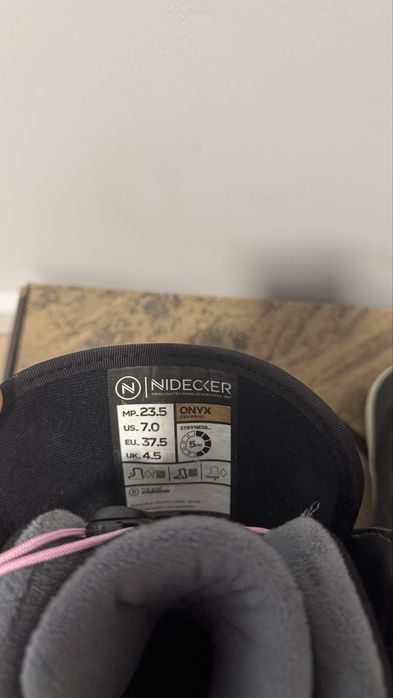 N NIDECKER
SWISS CRAFTED RIDING DEVICES SINCE 1887
MP. 23.5
US. 7.0
EU. 37.5
UK. 4.5
ONYX
STIFFNESS
5/10